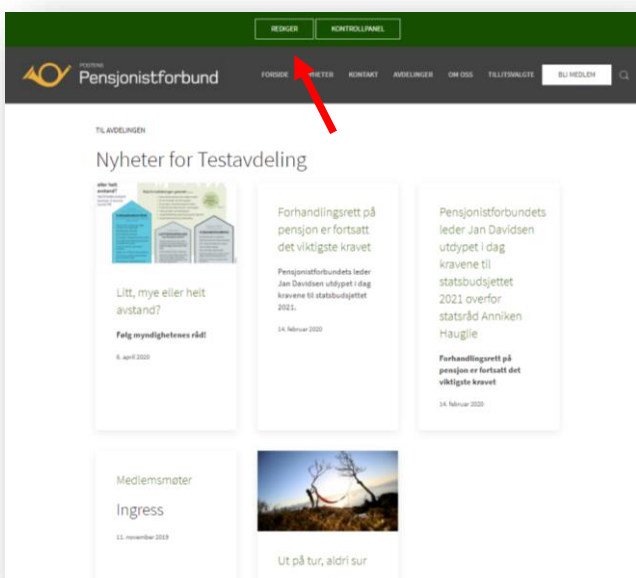 REDIGER
KONTROLLPANEL
POSTENS
Pensjonistforbund
FORSIDE
NYHETER
KONTAKT
AVDELINGER
OM OSS
TILLITSVALGTE
BLI MEDLEM
TIL AVDELINGEN
Nyheter for Testavdeling
eller helt
avstand?
Litt, mye eller helt
avstand?
Følg myndighetenes råd!
6. april 2020
Forhandlingsrett på
pensjon er fortsatt
det viktigste kravet
Pensjonistforbundets leder
Jan Davidsen utdypet i dag
kravene til statsbudsjettet
2021.
14. februar 2020
Pensjonistforbundets
leder Jan Davidsen
utdypet i dag
kravene til
statsbudsjettet
2021 overfor
statsråd Anniken
Hauglie
Forhandlingsrett på
pensjon er fortsatt det
viktigste kravet
14. februar 2020
Medlemsmøter
Ingress
11. november 2019
Ut på tur, aldri sur